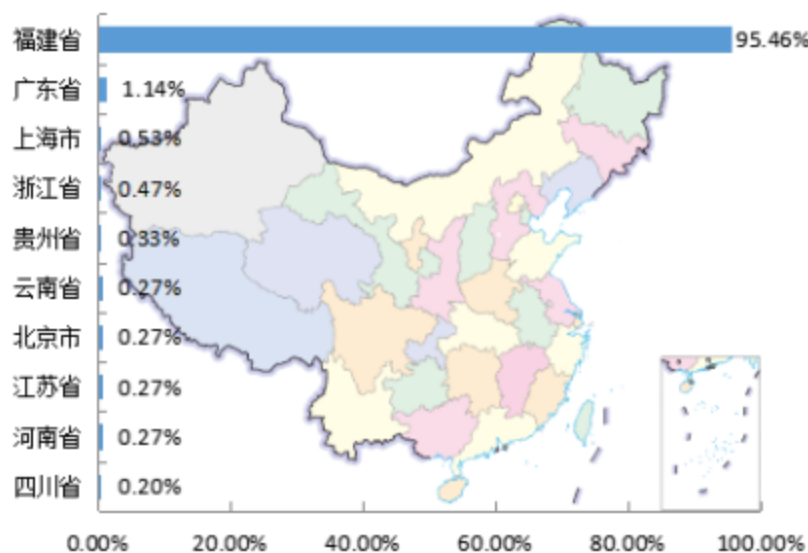 福建省 95.46%
广东省 1.14%
上海市 0.53%
浙江省 0.47%
贵州省 0.33%
云南省 0.27%
北京市 0.27%
江苏省 0.27%
河南省 0.27%
四川省 0.20%
0.00% 20.00% 40.00% 60.00% 80.00% 100.00%